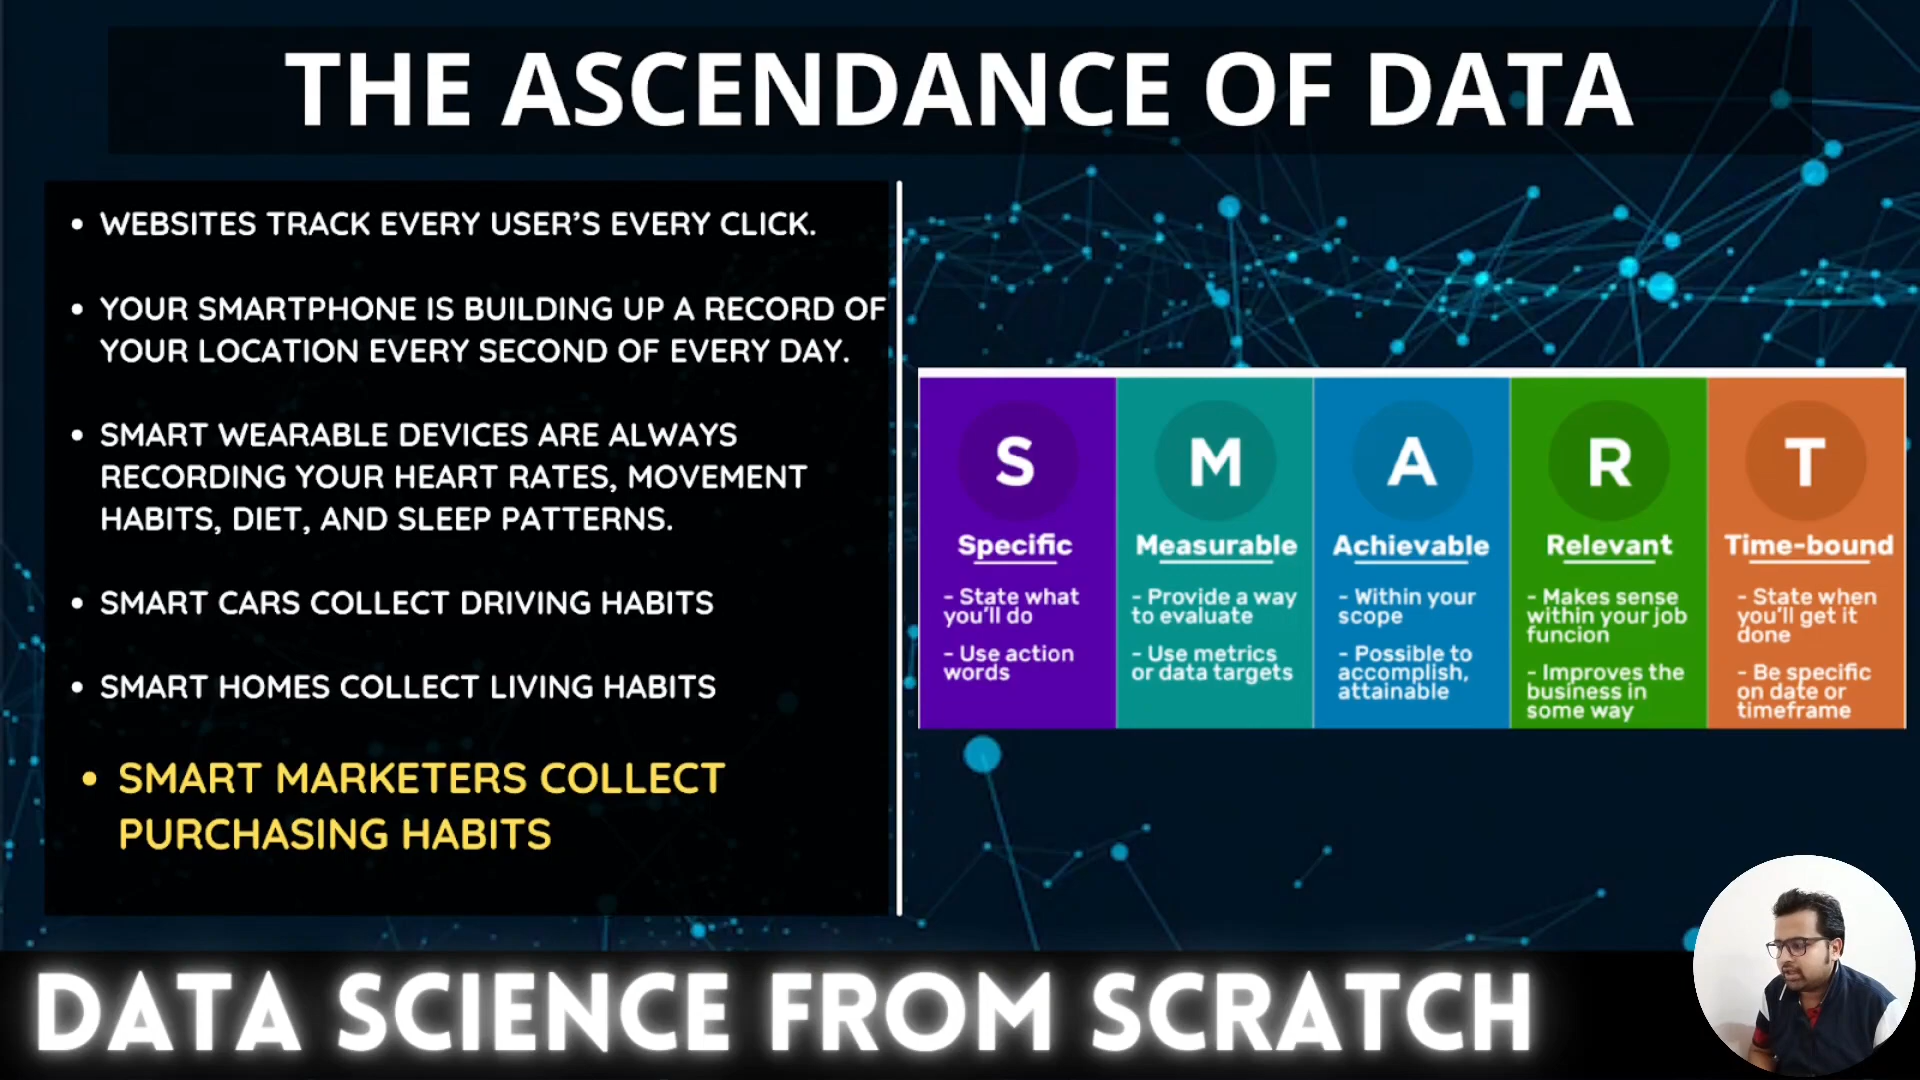 THE ASCENDANCE OF DATA
• WEBSITES TRACK EVERY USER’S EVERY CLICK.
• YOUR SMARTPHONE IS BUILDING UP A RECORD OF
YOUR LOCATION EVERY SECOND OF EVERY DAY.
• SMART WEARABLE DEVICES ARE ALWAYS
RECORDING YOUR HEART RATES, MOVEMENT
HABITS, DIET, AND SLEEP PATTERNS.
• SMART CARS COLLECT DRIVING HABITS
• SMART HOMES COLLECT LIVING HABITS
• SMART MARKETERS COLLECT
PURCHASING HABITS
S
Specific
- State what
you’ll do
- Use action
words
M
Measurable
- Provide a way
to evaluate
- Use metrics
or data targets
A
Achievable
- Within your
scope
- Possible to
accomplish,
attainable
R
Relevant
- Makes sense
within your job
funcion
- Improves the
business in
some way
T
Time-bound
- State when
you’ll get it
done
- Be specific
on date or
timeframe
DATA SCIENCE FROM SCRATCH